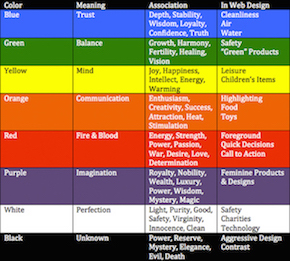 Color Meaning Association In Web Design
Blue Trust Depth, Stability, Cleanliness
Wisdom, Loyalty, Air
Confidence, Truth Water
Green Balance Growth, Harmony, Safety
Fertility, Healing, "Green" Products
Vision
Yellow Mind Joy, Happiness, Leisure
Intellect, Energy, Children's Items
Warming
Orange Communication Enthusiasm, Highlighting
Creativity, Success, Food
Attraction, Heat, Toys
Stimulation
Red Fire & Blood Energy, Strength, Foreground
Power, Passion, Quick Decisions
War, Desire, Love, Call to Action
Determination
Purple Imagination Royalty, Nobility, Feminine Products
Wealth, Luxury, & Designs
Power, Wisdom,
Mystery, Magic
White Perfection Light, Purity, Good, Safety
Safety, Virginity, Charities
Innocence, Clean Technology
Black Unknown Power, Reserve, Aggressive Design
Mystery, Elegance, Contrast
Evil, Death